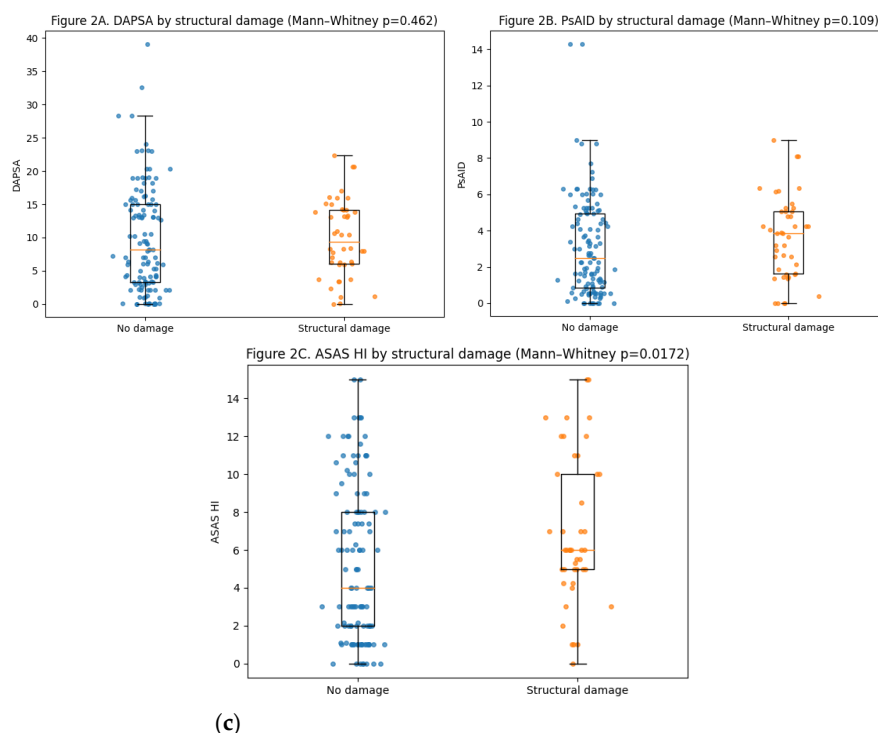 Figure 2A. DAPSA by structural damage (Mann–Whitney p=0.462)
40
35
30
25
20
15
10
5
0
DAPSA
No damage
Structural damage
Figure 2B. PsAID by structural damage (Mann–Whitney p=0.109)
14
12
10
8
6
4
2
0
PsAID
No damage
Structural damage
Figure 2C. ASAS HI by structural damage (Mann–Whitney p=0.0172)
14
12
10
8
6
4
2
0
ASAS HI
No damage
Structural damage
(c)